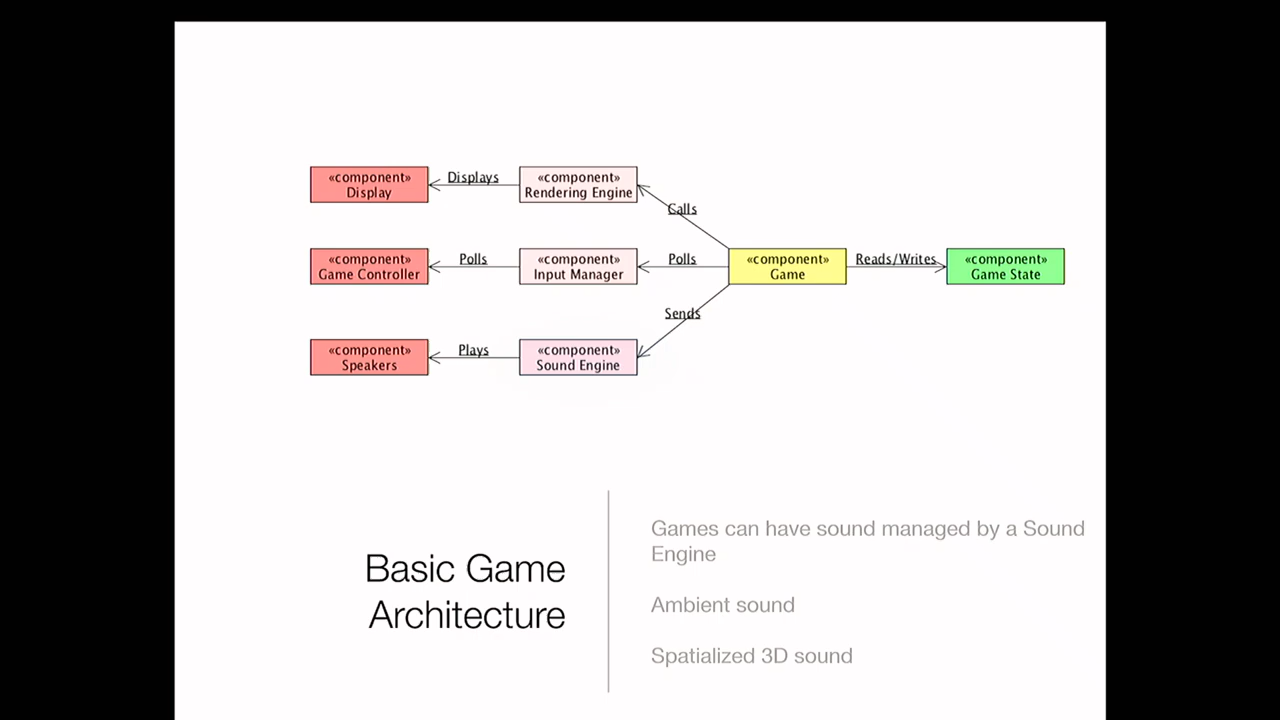 «component»
Display
Displays
«component»
Rendering Engine
Calls
«component»
Game Controller
Polls
«component»
Input Manager
Polls
«component»
Game
Reads/Writes
«component»
Game State
Sends
«component»
Speakers
Plays
«component»
Sound Engine
Basic Game
Architecture
Games can have sound managed by a Sound
Engine
Ambient sound
Spatialized 3D sound